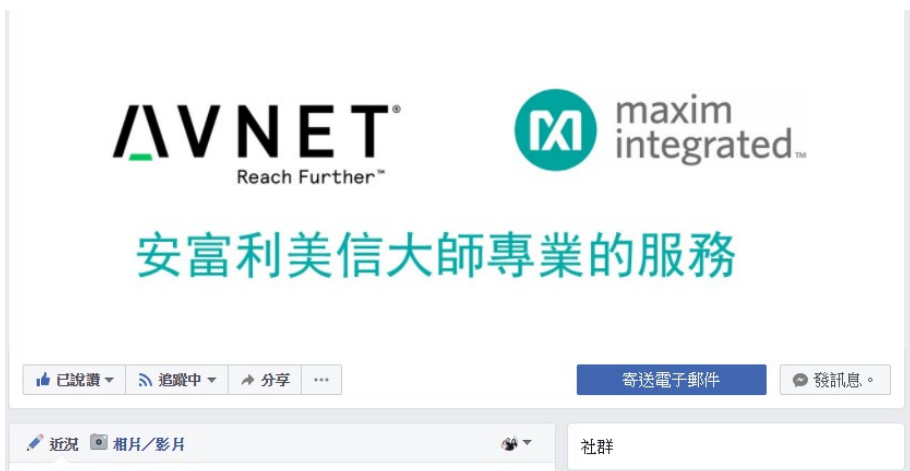 AVNET®
Reach Further™
maxim
integrated™
安富利美信大師專業的服務
已說讚
追蹤中
分享
寄送電子郵件
發訊息。
近況 相片／影片
社群